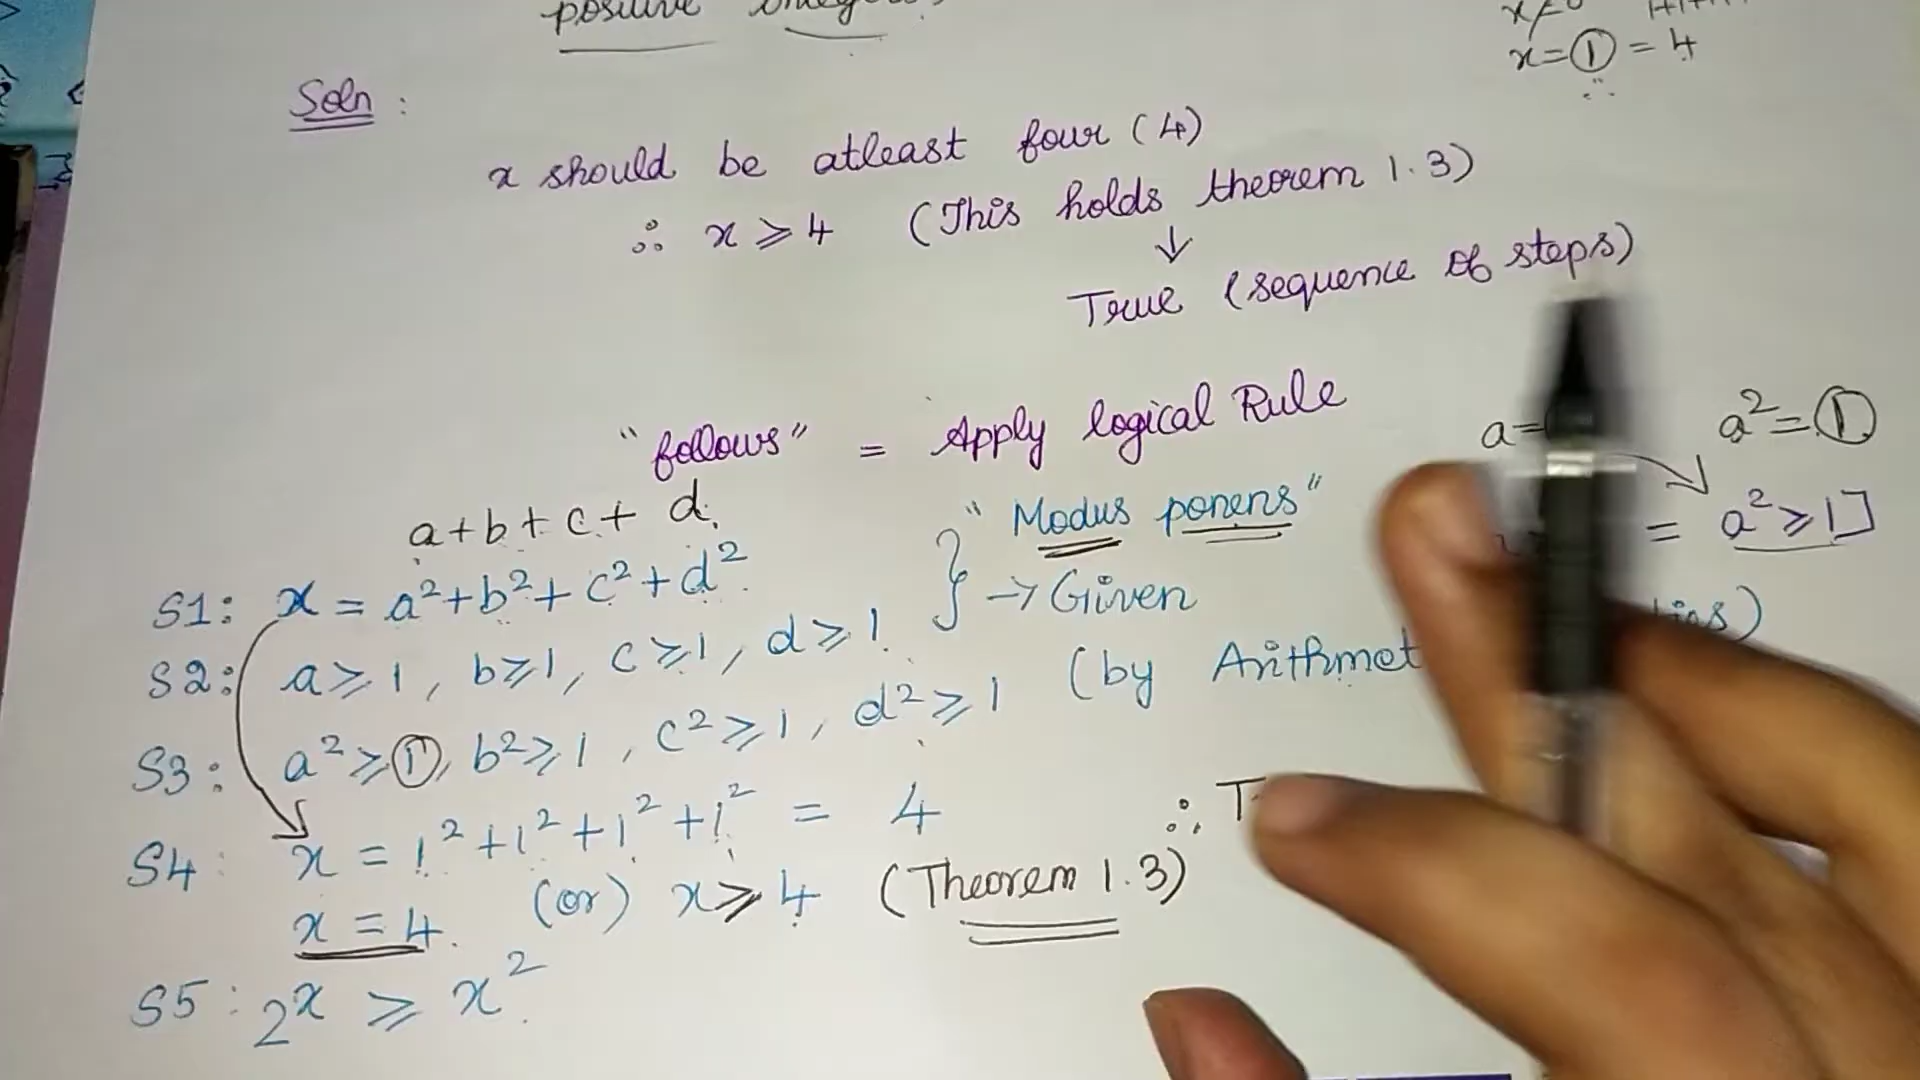 positive
x = ① = 4
Soln :
x should be atleast four (4)
∴ x ≥ 4 (This holds theorem 1.3)
↓
True (sequence of steps)
"follows" = Apply logical Rule
a = a² = ①
a + b + c + d. "Modus ponens" = a² ≥ 1]
S1: x = a² + b² + c² + d² } → Given
S2: a ≥ 1, b ≥ 1, c ≥ 1, d ≥ 1
S3: a² ≥ ①, b² ≥ 1, c² ≥ 1, d² ≥ 1 (by
S4: x = 1² + 1² + 1² + 1² = 4 ∴
x = 4. (or) x ≥ 4 (Theorem 1.3)
S5: 2ˣ ≥ x²